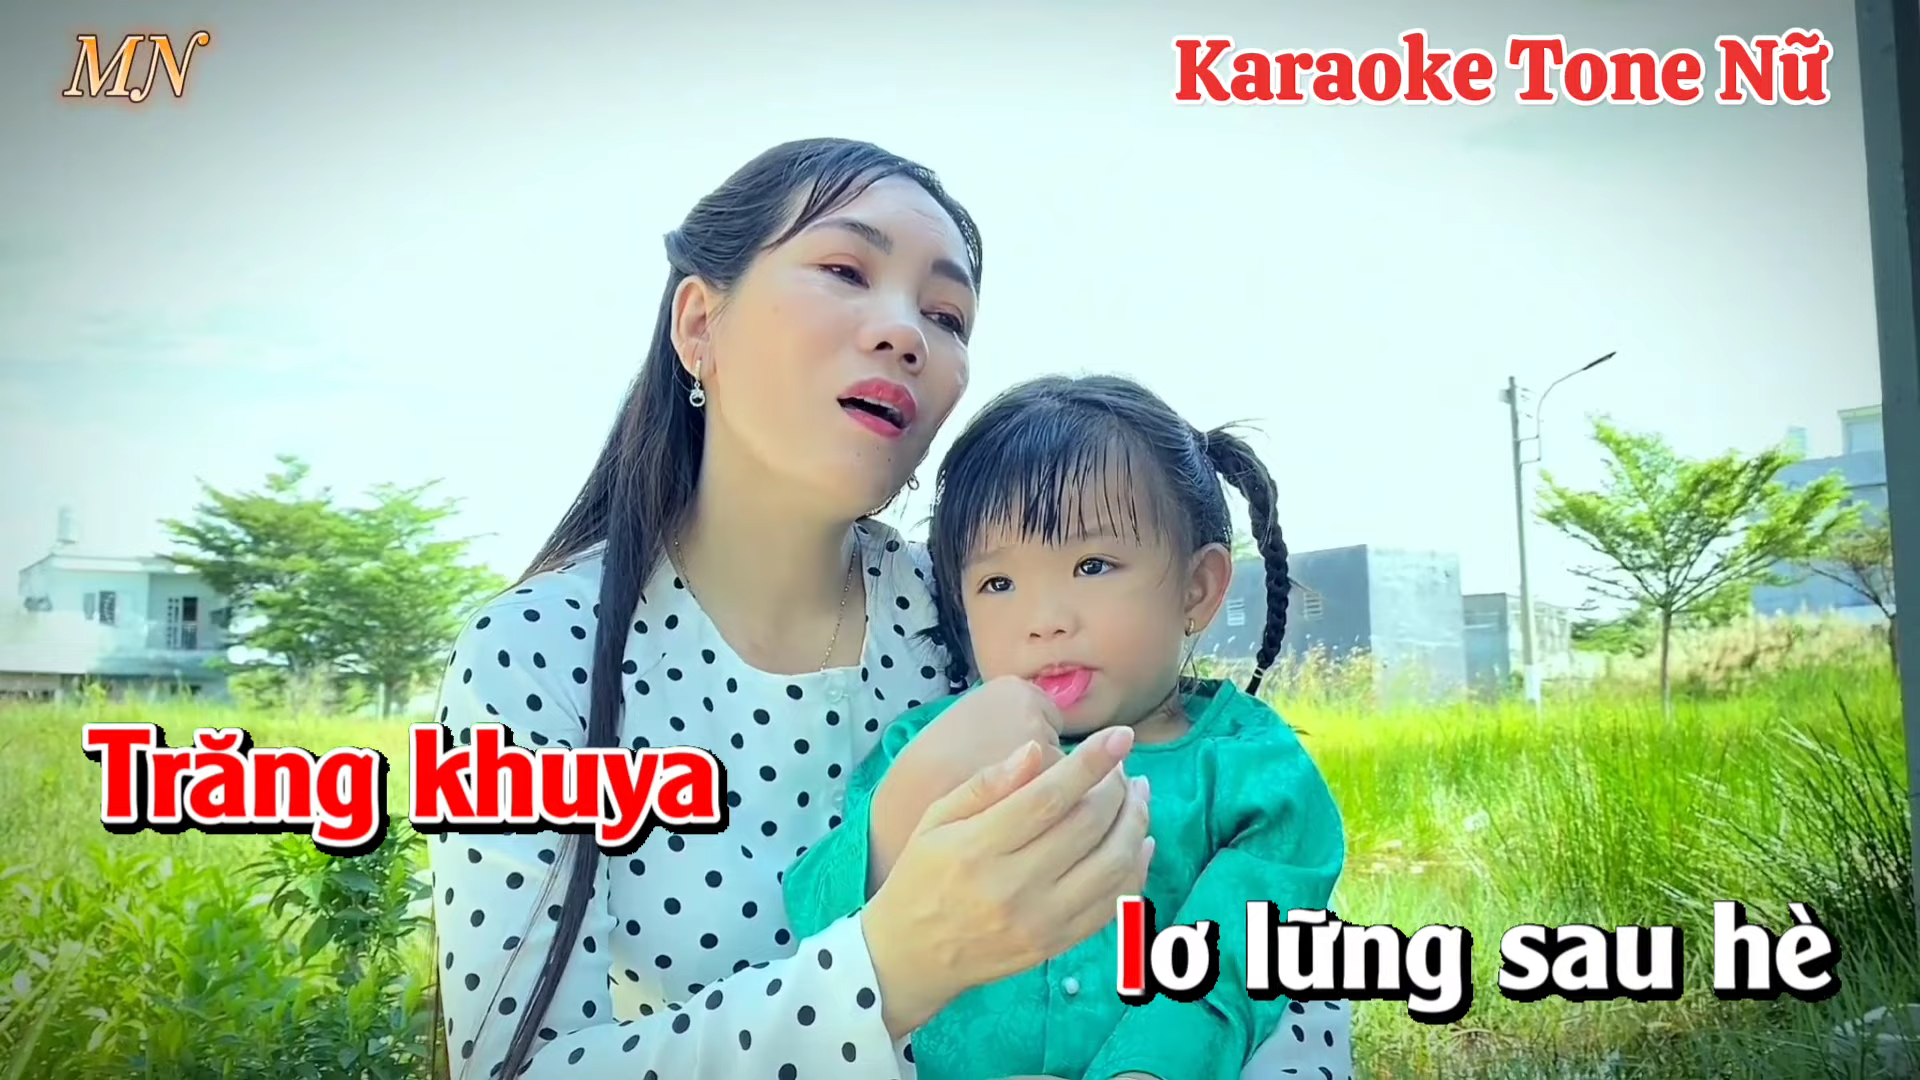 MN
Karaoke Tone Nữ
Trăng khuya
lơ lững sau hè